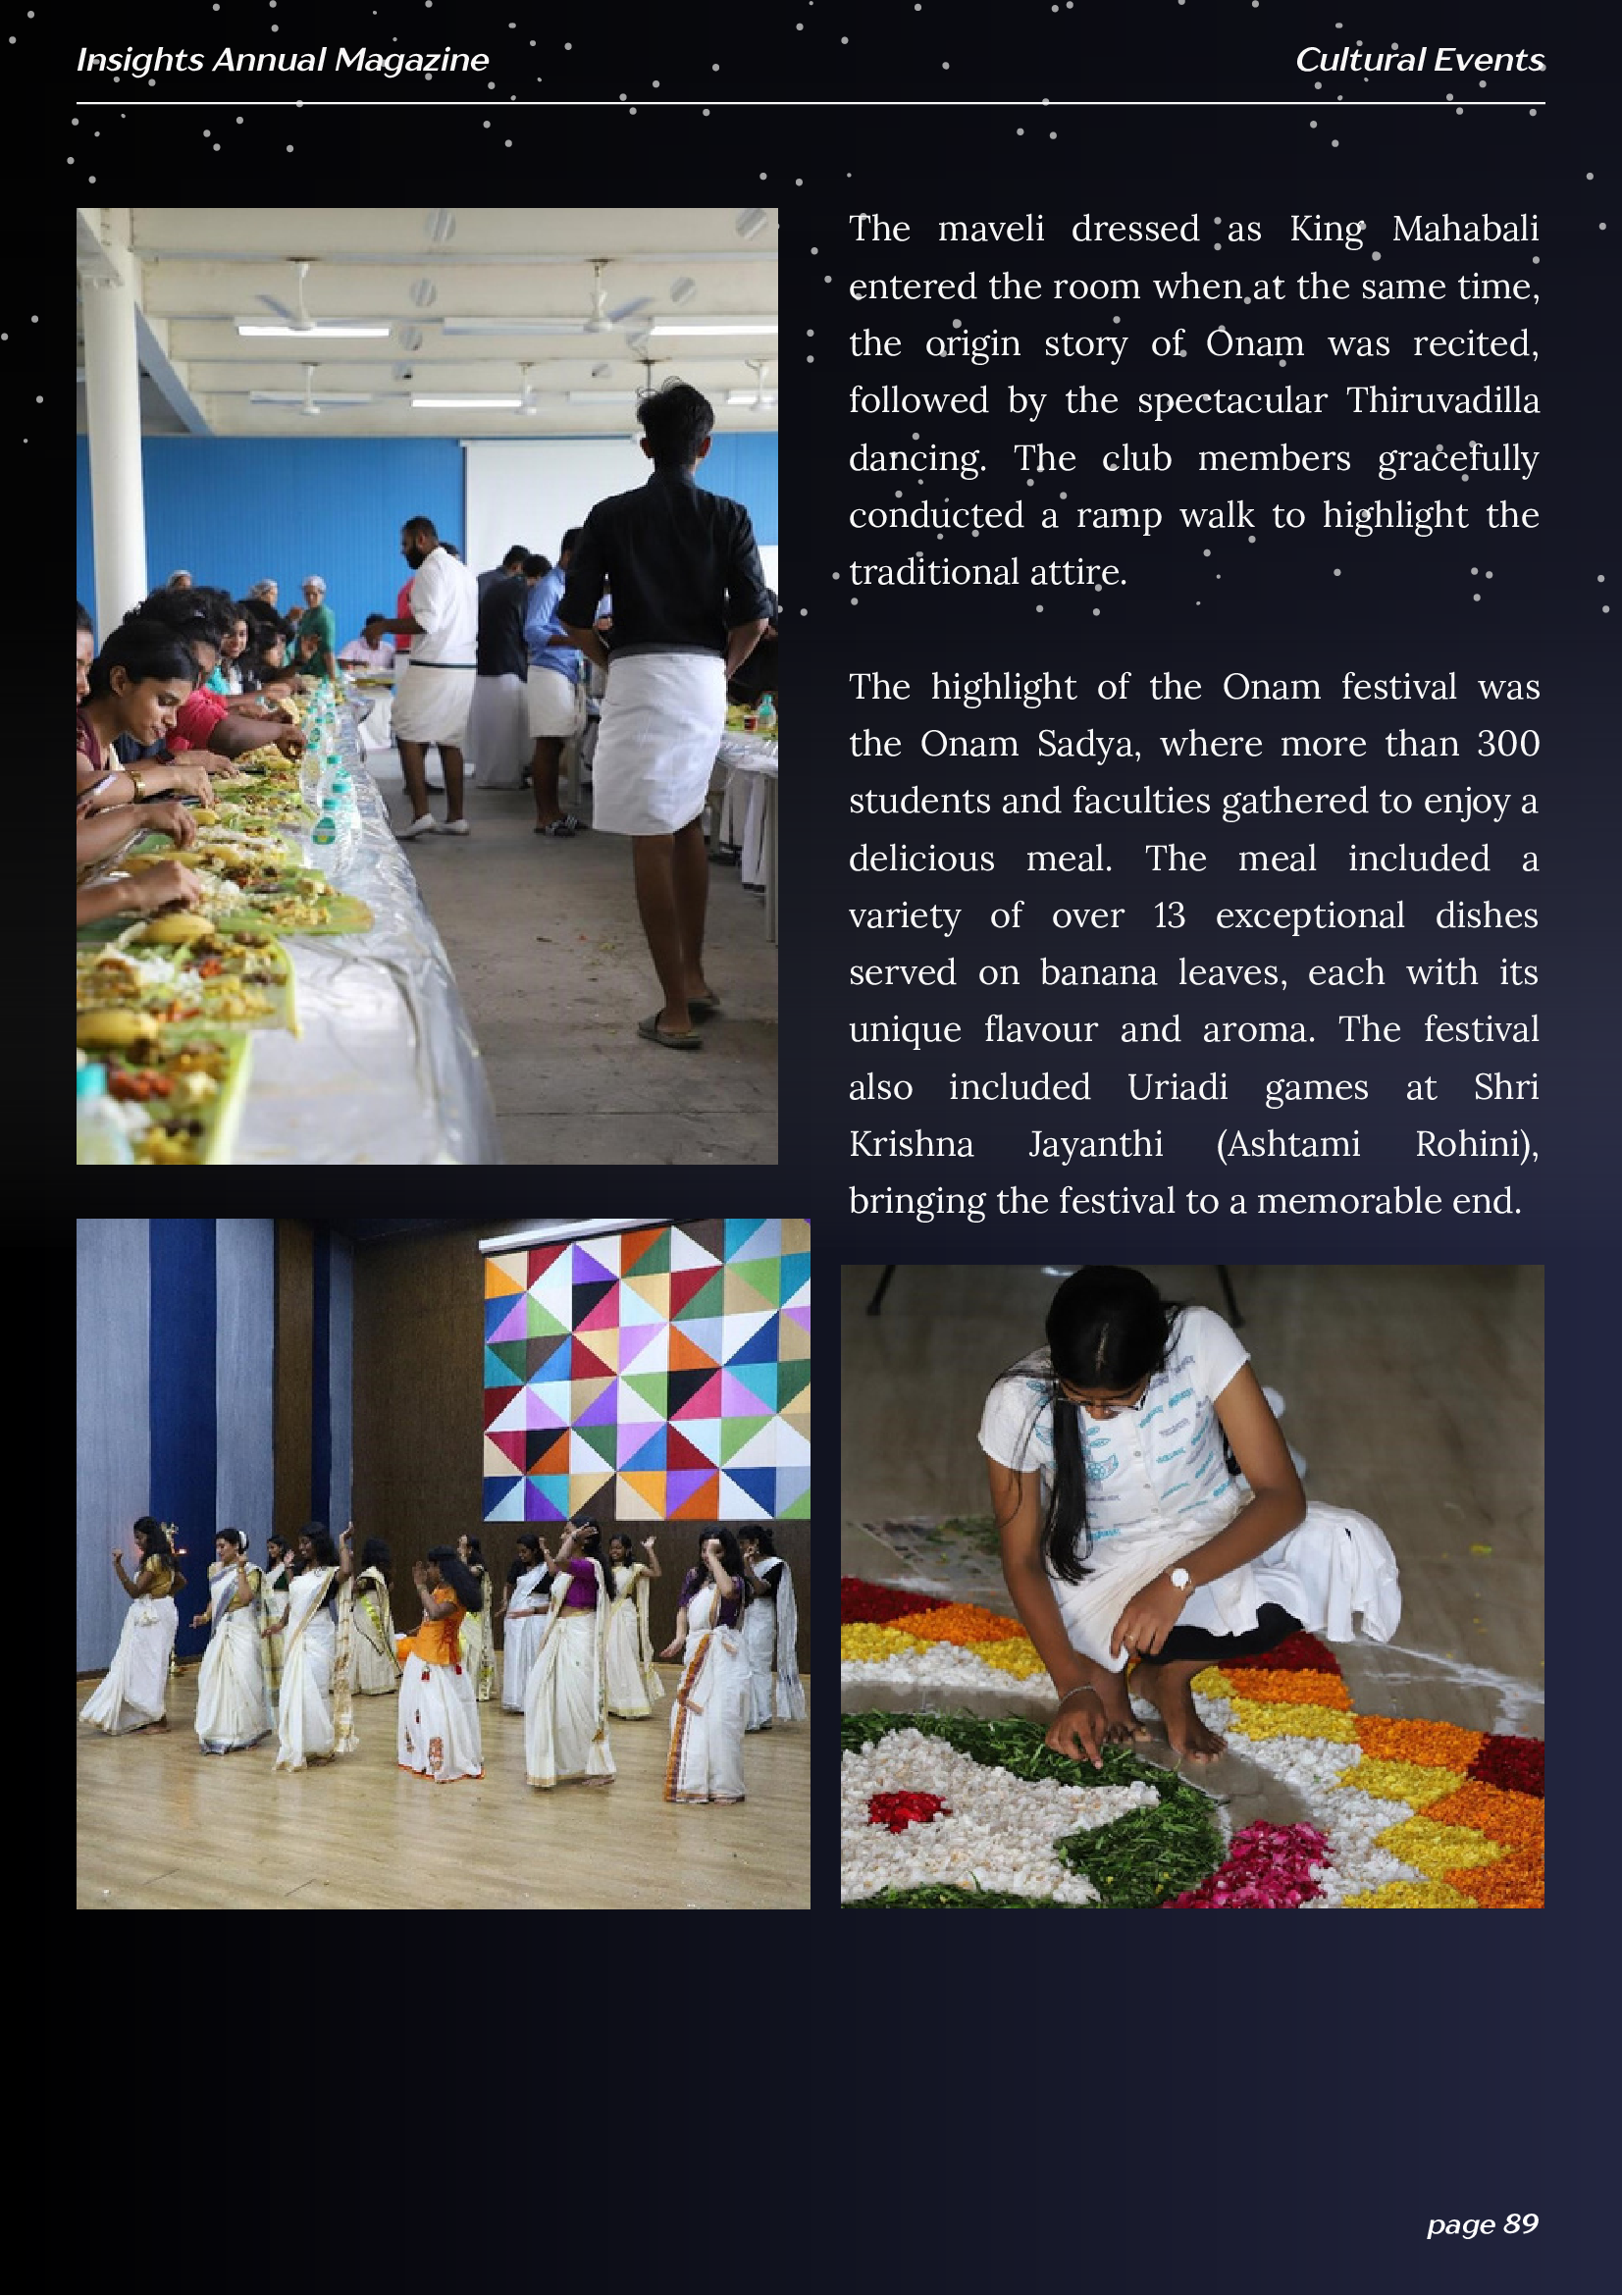 Insights Annual Magazine
Cultural Events
The maveli dressed as King Mahabali
entered the room when at the same time,
the origin story of Onam was recited,
followed by the spectacular Thiruvadilla
dancing. The club members gracefully
conducted a ramp walk to highlight the
traditional attire.
The highlight of the Onam festival was
the Onam Sadya, where more than 300
students and faculties gathered to enjoy a
delicious meal. The meal included a
variety of over 13 exceptional dishes
served on banana leaves, each with its
unique flavour and aroma. The festival
also included Uriadi games at Shri
Krishna Jayanthi (Ashtami Rohini),
bringing the festival to a memorable end.
page 89